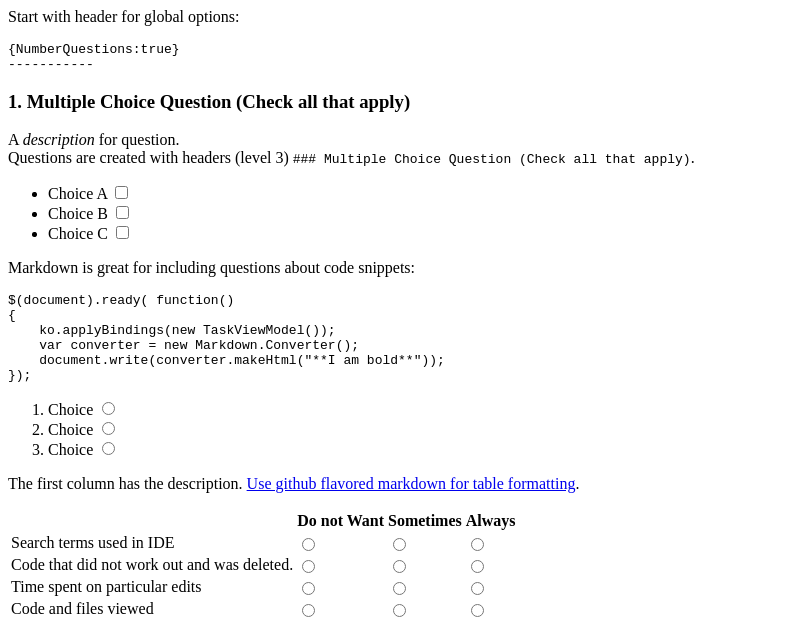 Start with header for global options:
{NumberQuestions:true}
-----------
1. Multiple Choice Question (Check all that apply)
A description for question.
Questions are created with headers (level 3) ### Multiple Choice Question (Check all that apply).
Choice A
Choice B
Choice C
Markdown is great for including questions about code snippets:
$(document).ready( function()
{
    ko.applyBindings(new TaskViewModel());
    var converter = new Markdown.Converter();
    document.write(converter.makeHtml("**I am bold**"));
});
1. Choice
2. Choice
3. Choice
The first column has the description. Use github flavored markdown for table formatting.
Do not Want Sometimes Always
Search terms used in IDE
Code that did not work out and was deleted.
Time spent on particular edits
Code and files viewed